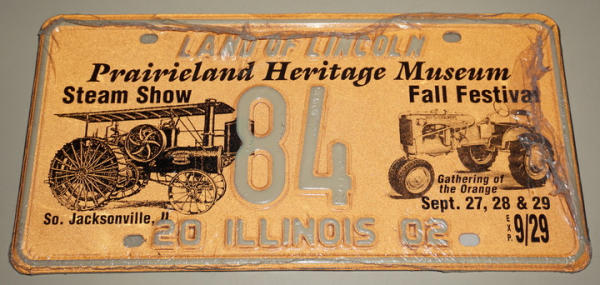 LAND OF LINCOLN
Prairieland Heritage Museum
Steam Show
Fall Festival
84
Gathering of
the Orange
Sept. 27, 28 & 29
So. Jacksonville, IL
EXP. 9/29
20 ILLINOIS 02